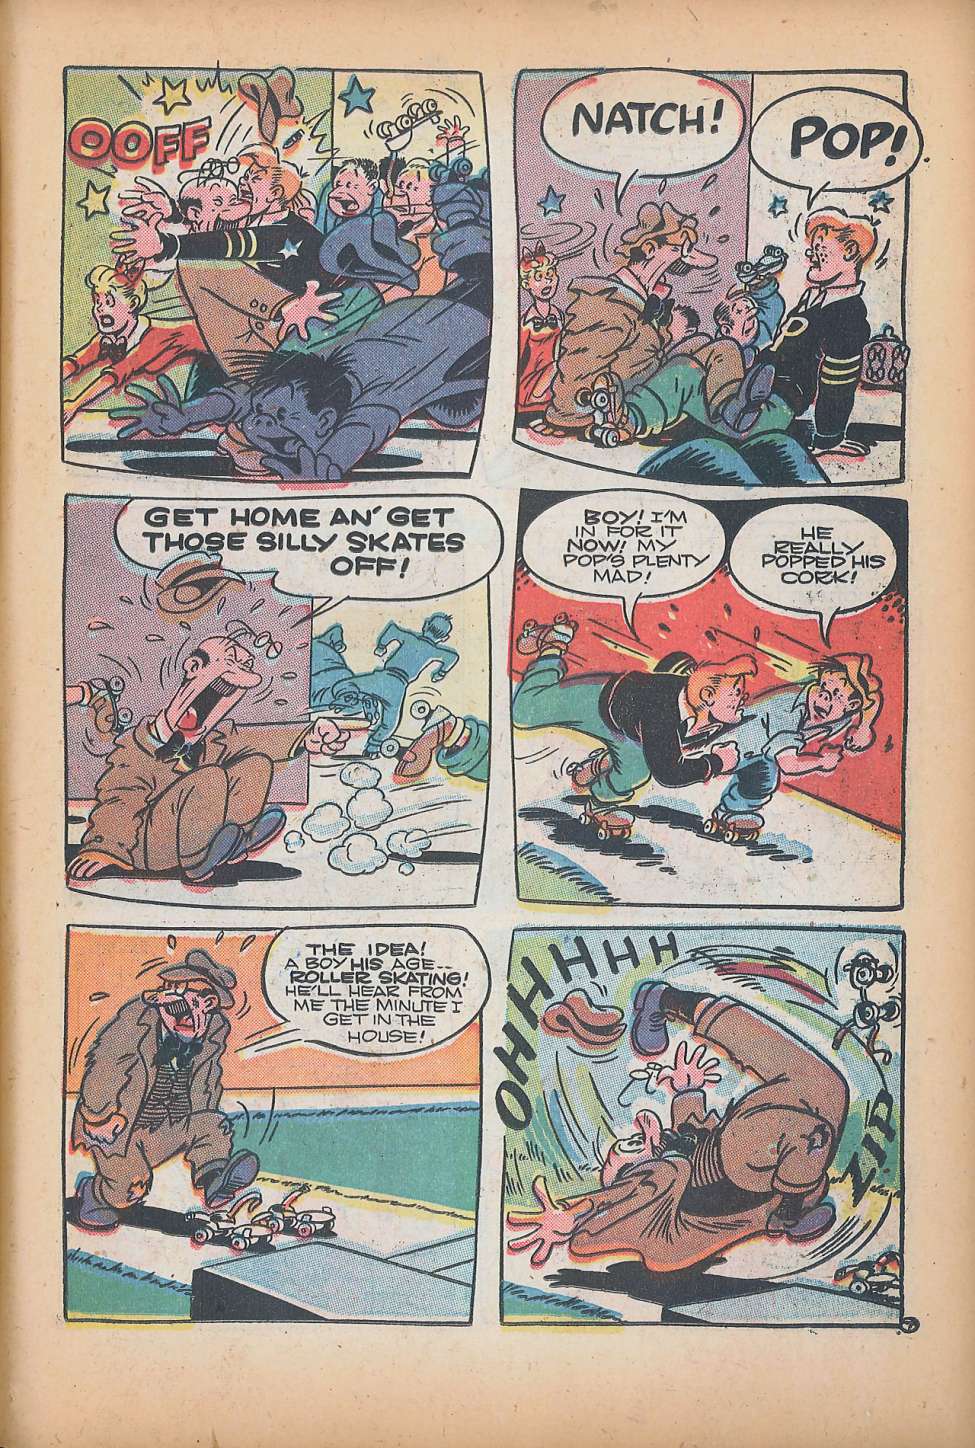 OOFF
NATCH!
POP!
P
GET HOME AN' GET
THOSE SILLY SKATES
OFF!
BOY! I'M
IN FOR IT
NOW! MY
POP'S PLENTY
MAD!
HE
REALLY
POPPED HIS
CORK!
THE IDEA!
A BOY HIS AGE--
ROLLER SKATING!
HE'LL HEAR FROM
ME THE MINUTE I
GET IN THE
HOUSE!
OHHHHHH
ZIP
7